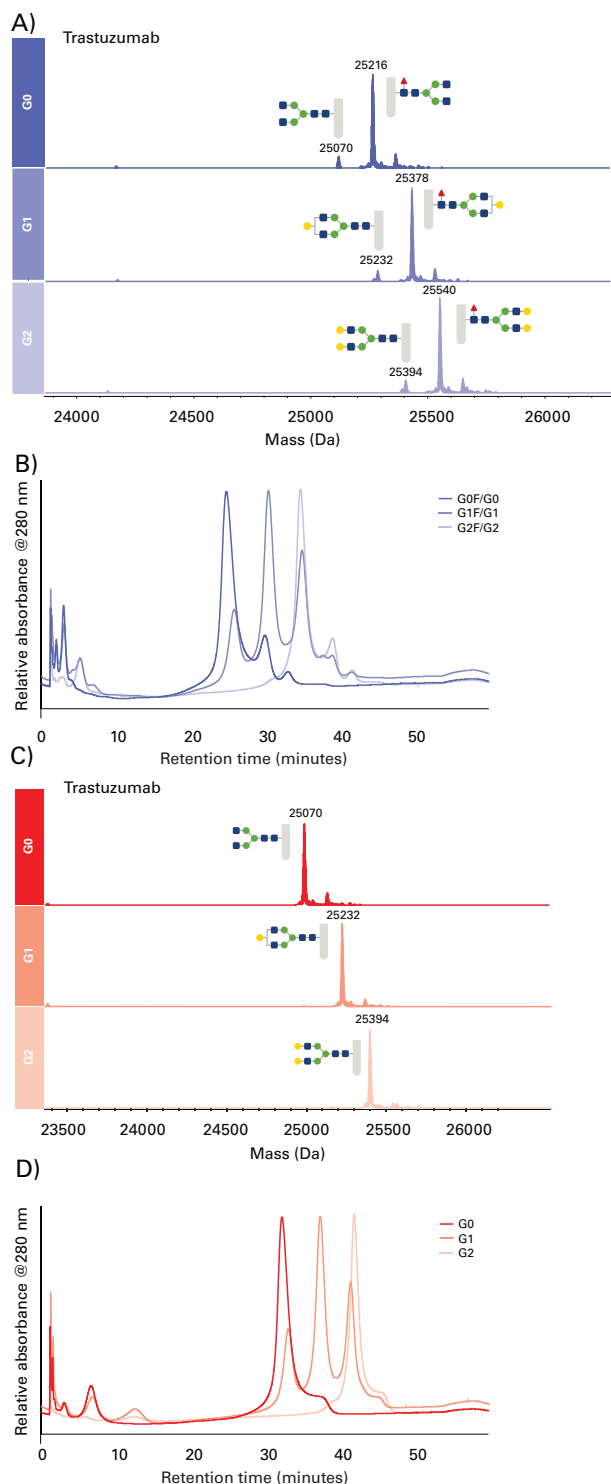 A)
Trastuzumab
G0
25216
25070
G1
25378
25232
G2
25540
25394
24000 24500 25000 25500 26000
Mass (Da)
B)
Relative absorbance @280 nm
G0F/G0
G1F/G1
G2F/G2
0 10 20 30 40 50
Retention time (minutes)
C)
Trastuzumab
G0
25070
G1
25232
G2
25394
23500 24000 24500 25000 25500 26000
Mass (Da)
D)
Relative absorbance @280 nm
G0
G1
G2
0 10 20 30 40 50
Retention time (minutes)